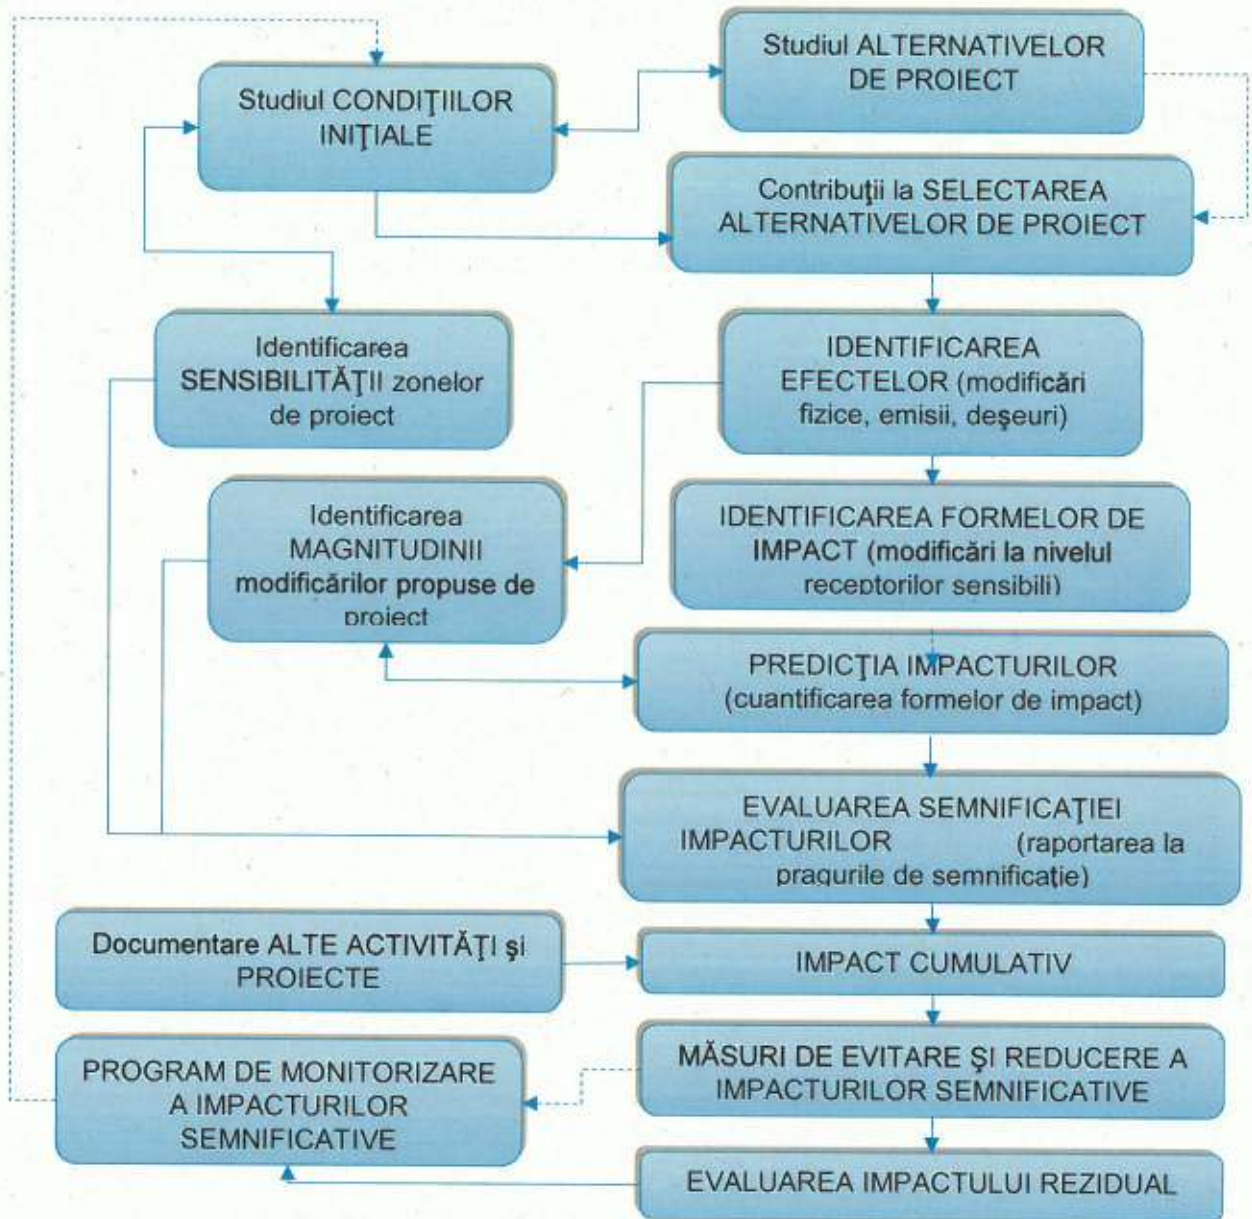 Studiul ALTERNATIVELOR
DE PROIECT
Studiul CONDIŢIILOR
INIŢIALE
Contribuţii la SELECTAREA
ALTERNATIVELOR DE PROIECT
Identificarea
SENSIBILITĂŢII zonelor
de proiect
IDENTIFICAREA
EFECTELOR (modificări
fizice, emisii, deşeuri)
Identificarea
MAGNITUDINII
modificărilor propuse de
proiect
IDENTIFICAREA FORMELOR DE
IMPACT (modificări la nivelul
receptorilor sensibili)
PREDICŢIA IMPACTURILOR
(cuantificarea formelor de impact)
EVALUAREA SEMNIFICAŢIEI
IMPACTURILOR (raportarea la
pragurile de semnificaţie)
Documentare ALTE ACTIVITĂŢI şi
PROIECTE
IMPACT CUMULATIV
PROGRAM DE MONITORIZARE
A IMPACTURILOR
SEMNIFICATIVE
MĂSURI DE EVITARE ŞI REDUCERE A
IMPACTURILOR SEMNIFICATIVE
EVALUAREA IMPACTULUI REZIDUAL